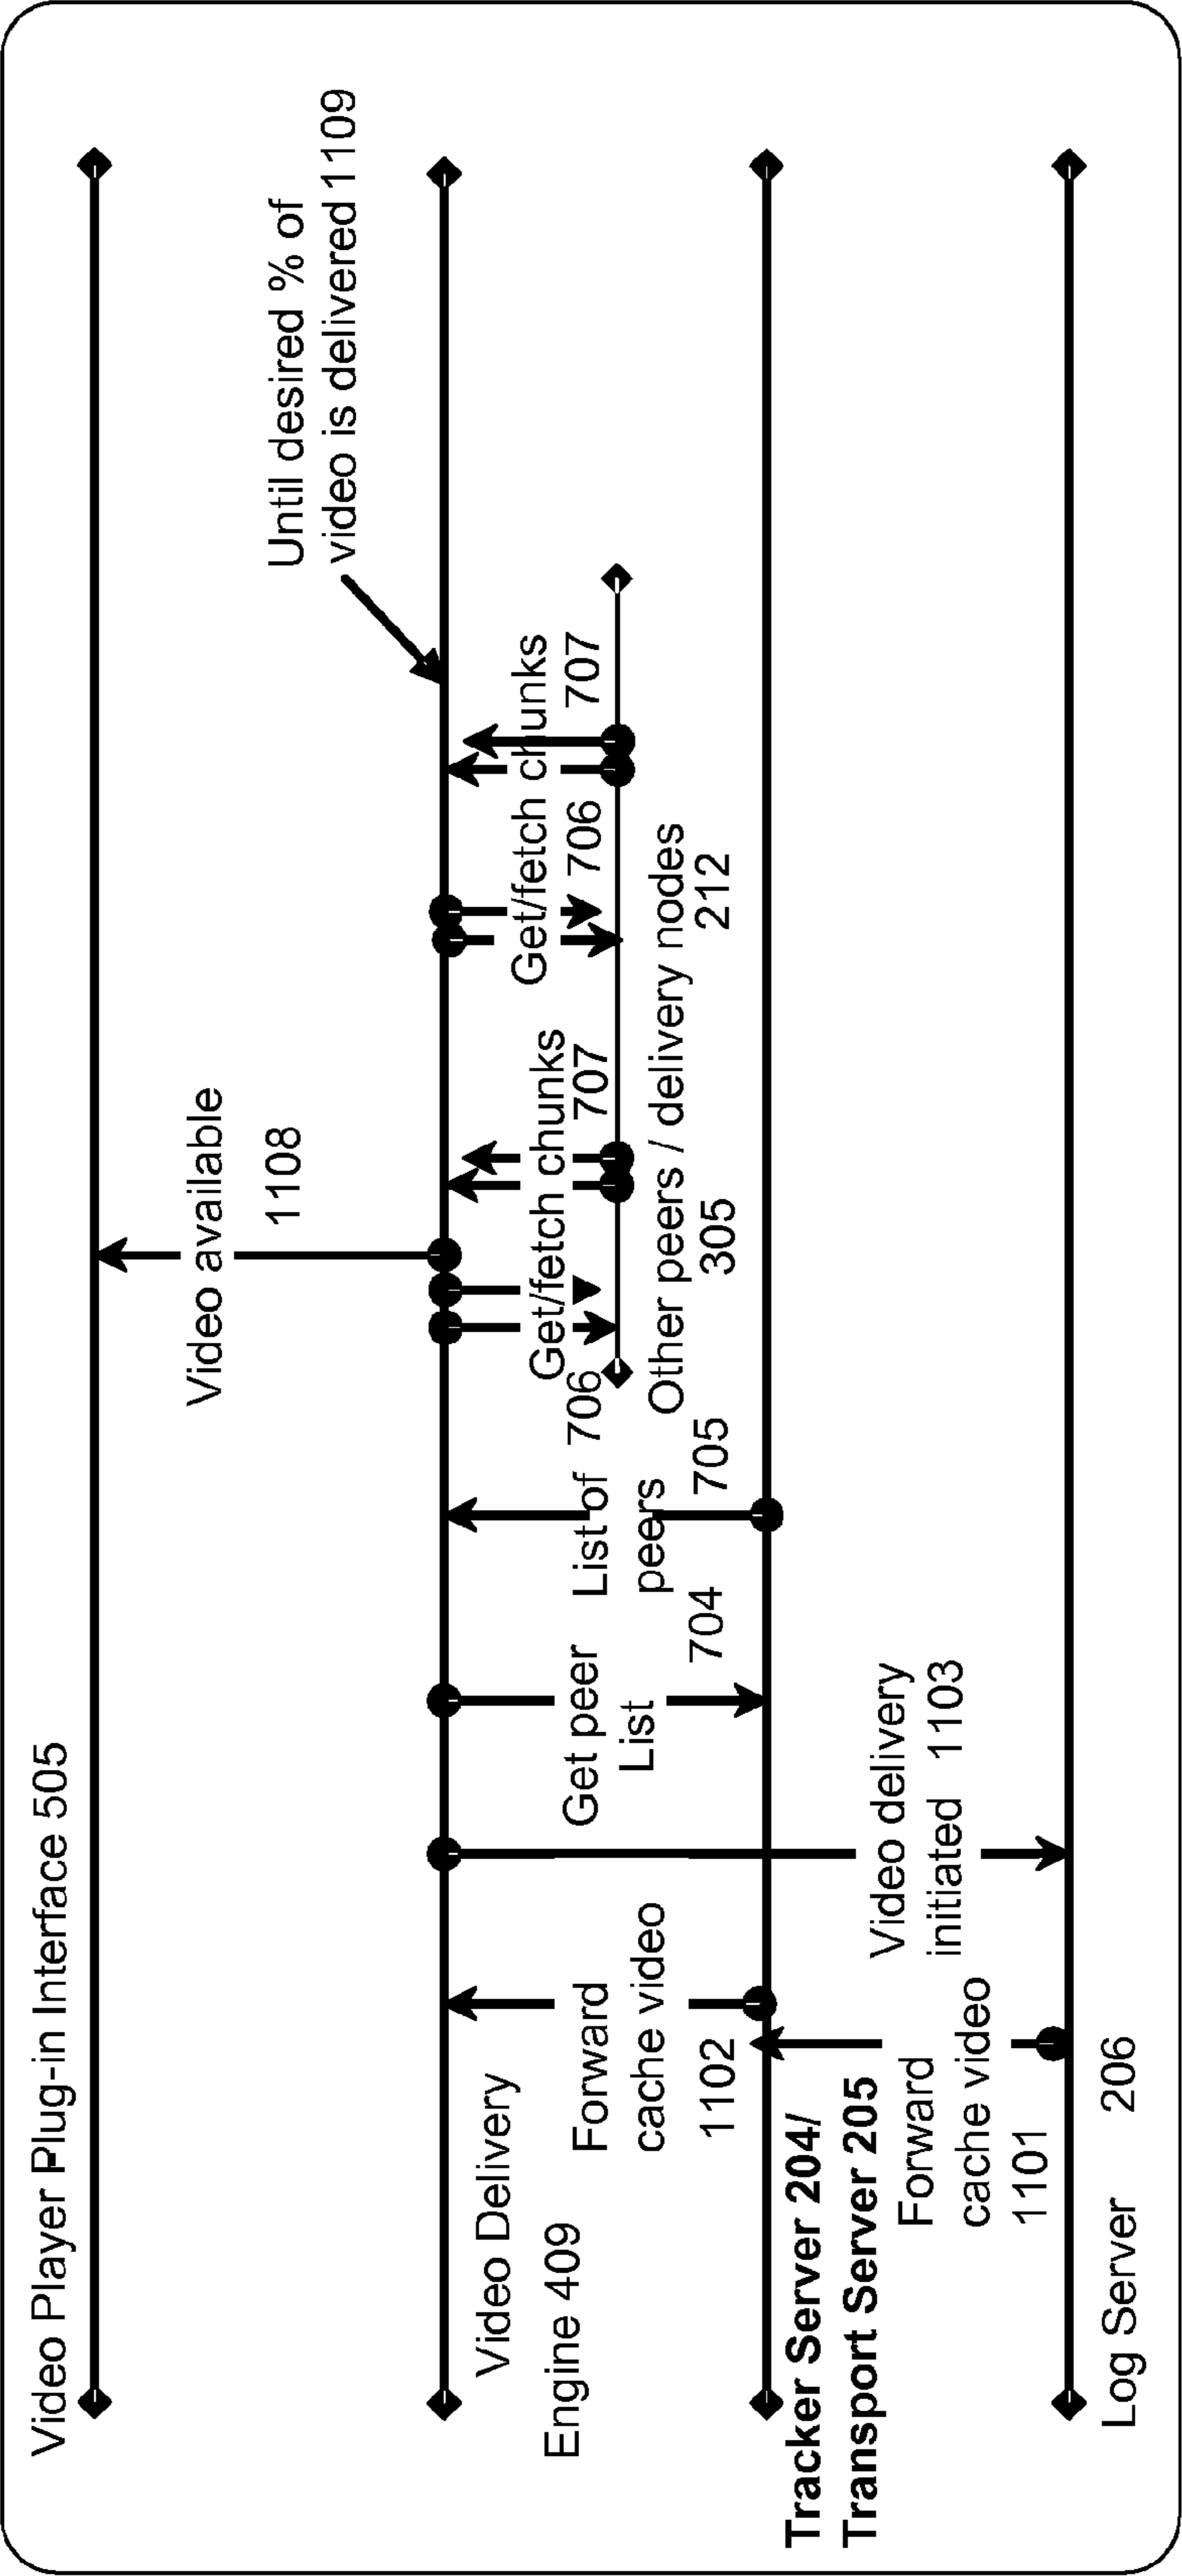 Video Player Plug-in Interface 505
Video available
1108
Until desired % of
video is delivered 1109
Video Delivery
Engine 409
Forward
cache video
1102
Get peer
List
704
List of
peers
705
706
Get/fetch chunks
707
Get/fetch chunks
706
707
Other peers / delivery nodes
305
212
Tracker Server 204/
Transport Server 205
Forward
cache video
1101
Video delivery
initiated 1103
Log Server 206